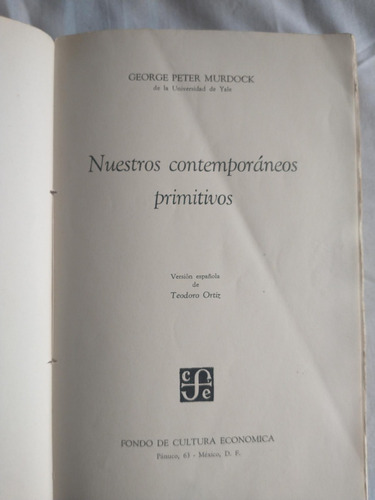 GEORGE PETER MURDOCK
de la Universidad de Yale
Nuestros contemporáneos
primitivos
Versión española
de
Teodoro Ortiz
c f e
FONDO DE CULTURA ECONOMICA
Pánuco, 63 - México, D. F.